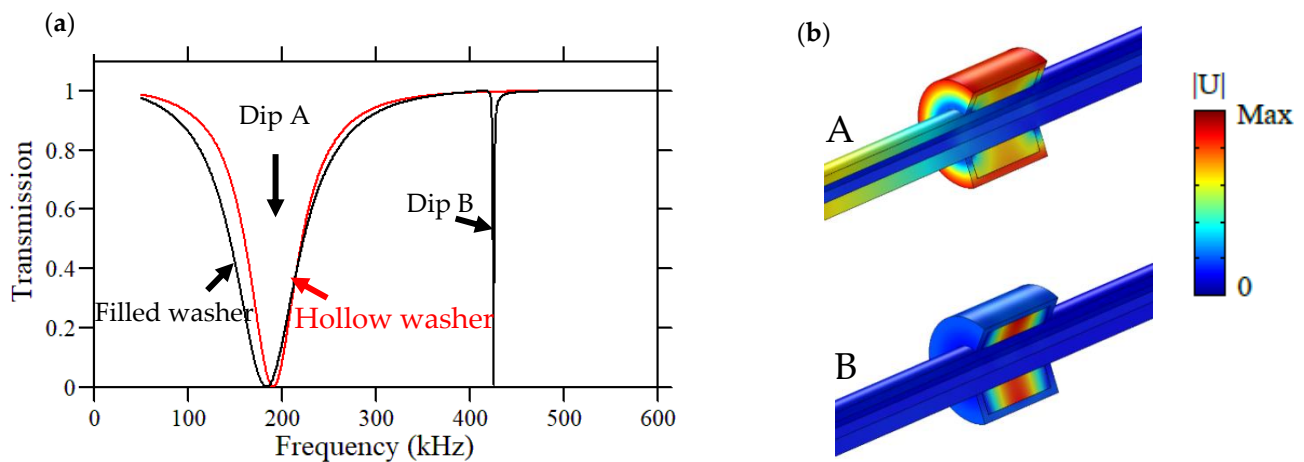 (a)
1
0.8
0.6
0.4
0.2
0
Transmission
Dip A
Dip B
Filled washer
Hollow washer
0 100 200 300 400 500 600
Frequency (kHz)
(b)
A
B
|U|
Max
0